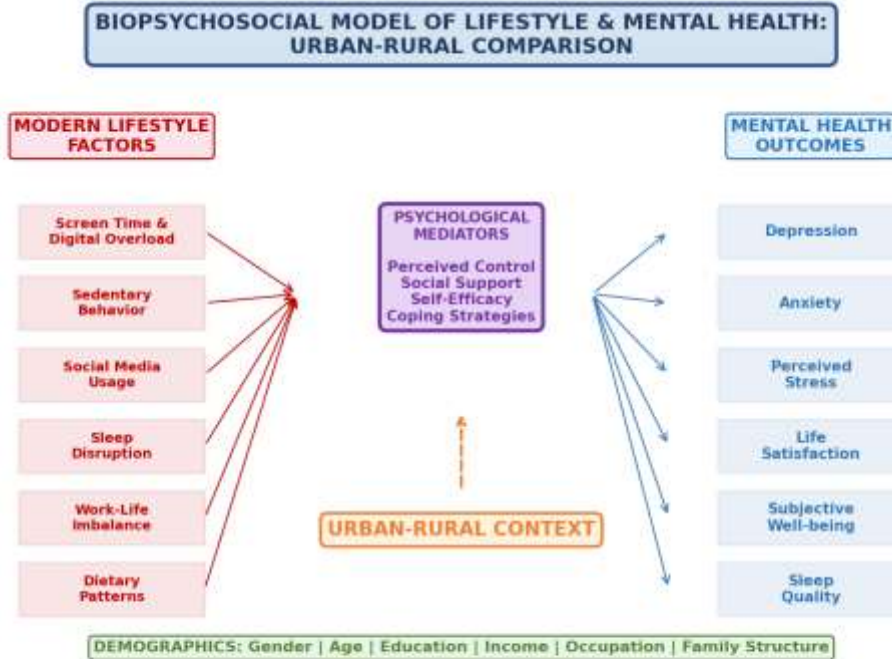 BIOPSYCHOSOCIAL MODEL OF LIFESTYLE & MENTAL HEALTH:
URBAN-RURAL COMPARISON
MODERN LIFESTYLE
FACTORS
Screen Time &
Digital Overload
Sedentary
Behavior
Social Media
Usage
Sleep
Disruption
Work-Life
Imbalance
Dietary
Patterns
PSYCHOLOGICAL
MEDIATORS
Perceived Control
Social Support
Self-Efficacy
Coping Strategies
URBAN-RURAL CONTEXT
MENTAL HEALTH
OUTCOMES
Depression
Anxiety
Perceived
Stress
Life
Satisfaction
Subjective
Well-being
Sleep
Quality
DEMOGRAPHICS: Gender | Age | Education | Income | Occupation | Family Structure